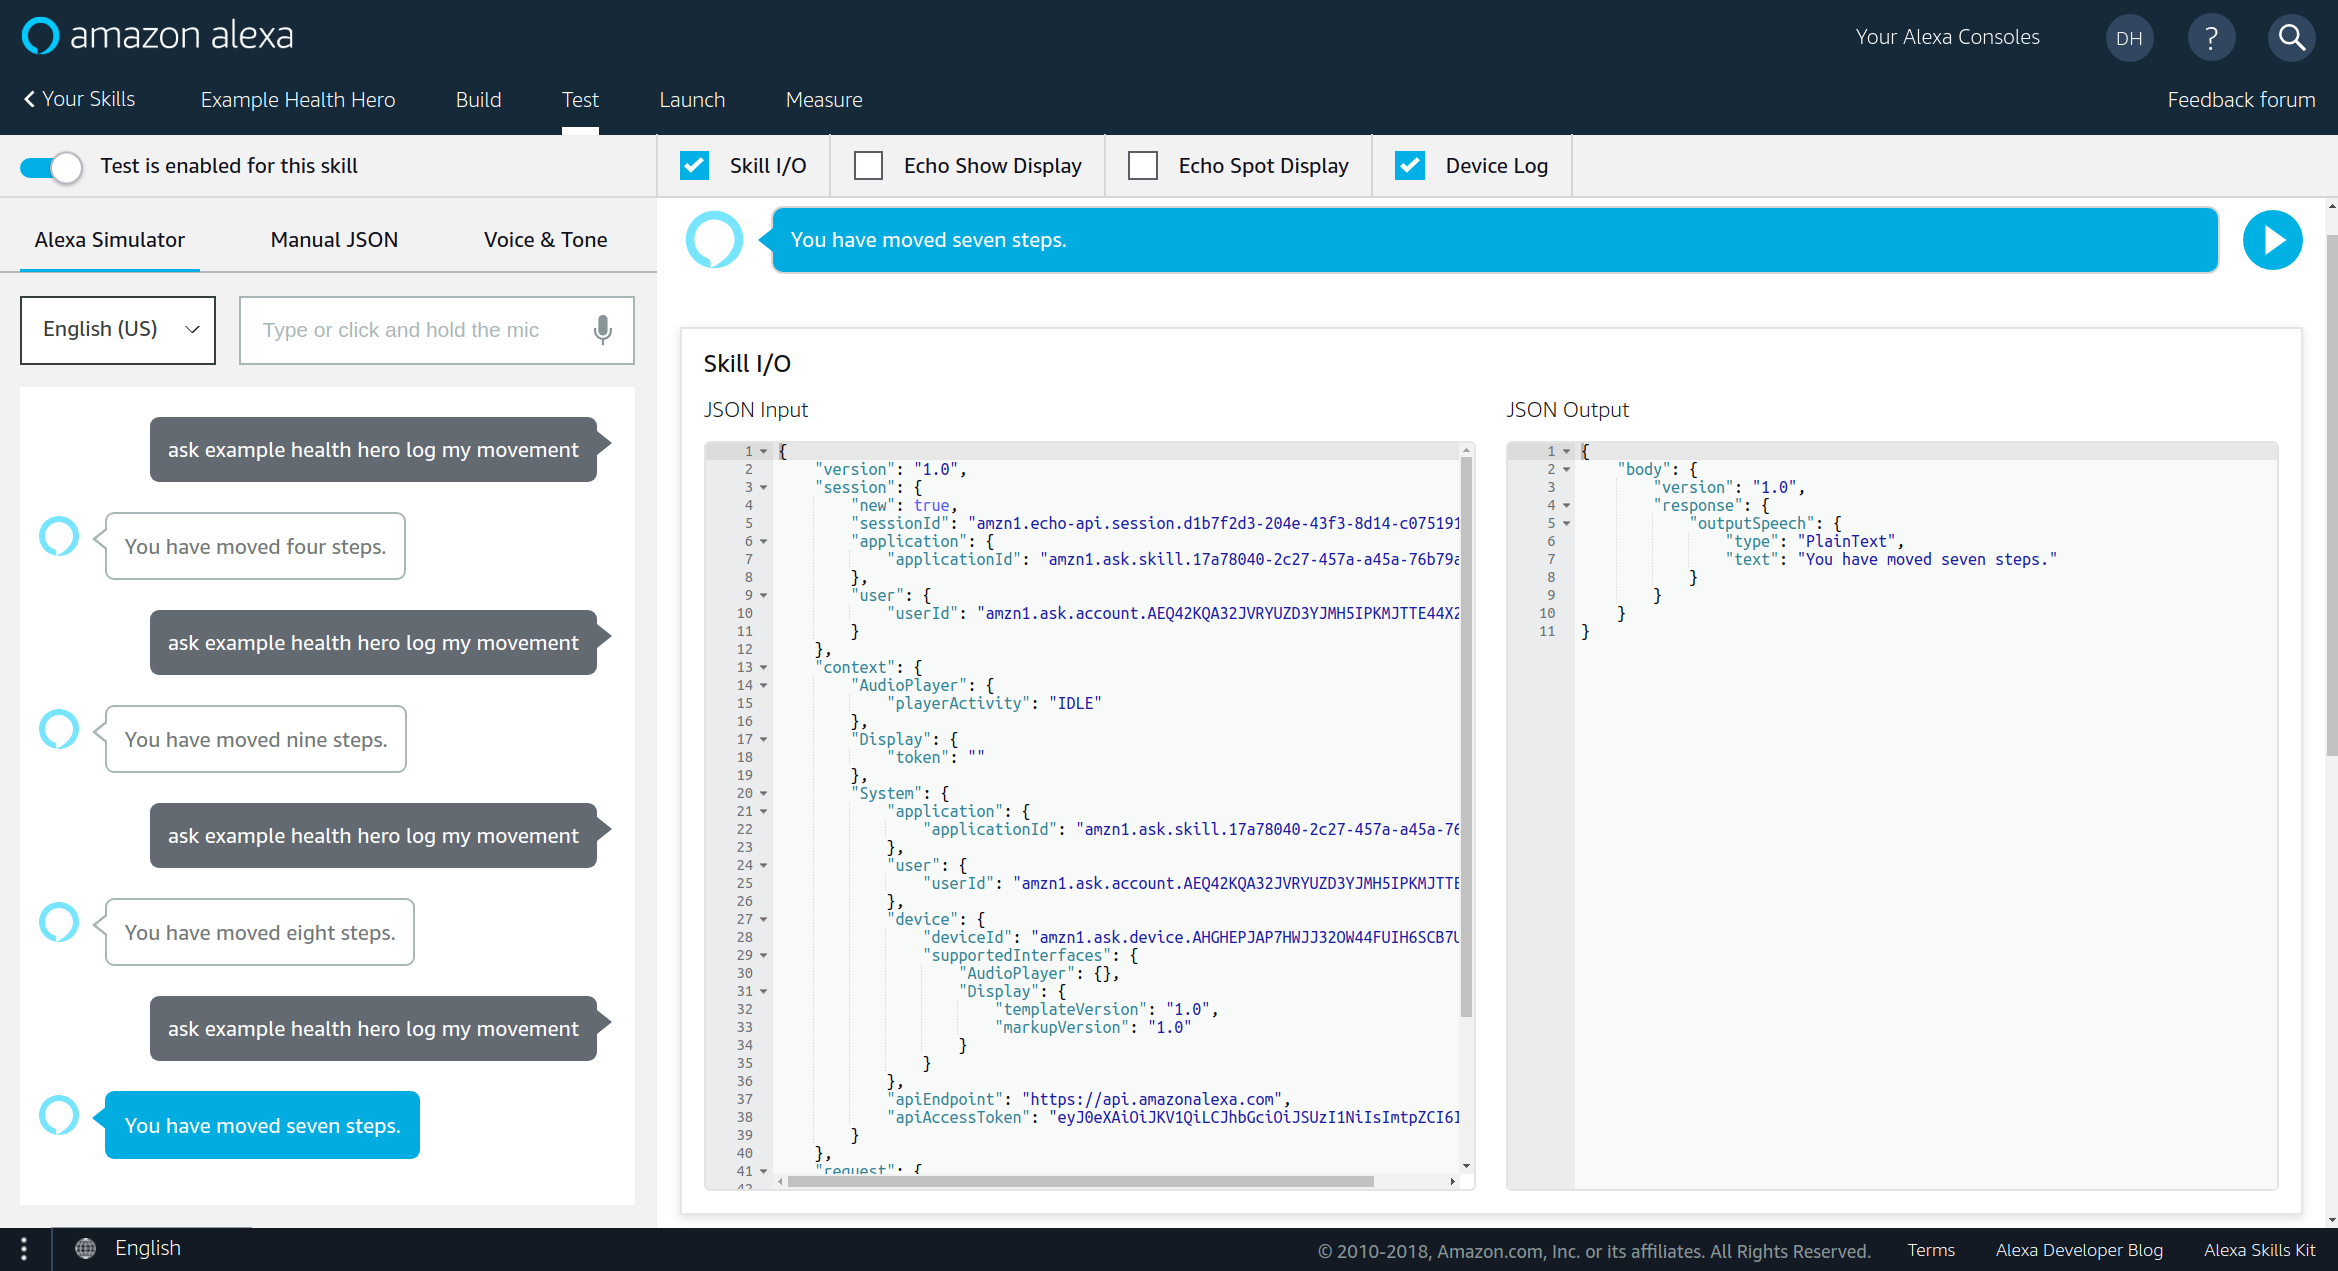 amazon alexa
Your Alexa Consoles
DH
?
Your Skills
Example Health Hero
Build
Test
Launch
Measure
Feedback forum
Test is enabled for this skill
Skill I/O
Echo Show Display
Echo Spot Display
Device Log
Alexa Simulator
Manual JSON
Voice & Tone
English (US)
Type or click and hold the mic
ask example health hero log my movement
You have moved four steps.
ask example health hero log my movement
You have moved nine steps.
ask example health hero log my movement
You have moved eight steps.
ask example health hero log my movement
You have moved seven steps.
You have moved seven steps.
Skill I/O
JSON Input
1 {
2 "version": "1.0",
3 "session": {
4 "new": true,
5 "sessionId": "amzn1.echo-api.session.d1b7f2d3-204e-43f3-8d14-c075191
6 "application": {
7 "applicationId": "amzn1.ask.skill.17a78040-2c27-457a-a45a-76b79a
8 },
9 "user": {
10 "userId": "amzn1.ask.account.AEQ42KQA32JVRYUZD3YJMH5IPKMJTTE44X2
11 }
12 },
13 "context": {
14 "AudioPlayer": {
15 "playerActivity": "IDLE"
16 },
17 "Display": {
18 "token": ""
19 },
20 "System": {
21 "application": {
22 "applicationId": "amzn1.ask.skill.17a78040-2c27-457a-a45a-76
23 },
24 "user": {
25 "userId": "amzn1.ask.account.AEQ42KQA32JVRYUZD3YJMH5IPKMJTTE
26 },
27 "device": {
28 "deviceId": "amzn1.ask.device.AHGHEPJAP7HWJJ32OW44FUIH6SCB7U
29 "supportedInterfaces": {
30 "AudioPlayer": {},
31 "Display": {
32 "templateVersion": "1.0",
33 "markupVersion": "1.0"
34 }
35 }
36 },
37 "apiEndpoint": "https://api.amazonalexa.com",
38 "apiAccessToken": "eyJ0eXAiOiJKV1QiLCJhbGciOiJSUzI1NiIsImtpZCI6I
39 }
40 },
41 "request": {
42
JSON Output
1 {
2 "body": {
3 "version": "1.0",
4 "response": {
5 "outputSpeech": {
6 "type": "PlainText",
7 "text": "You have moved seven steps."
8 }
9 }
10 }
11 }
English
© 2010-2018, Amazon.com, Inc. or its affiliates. All Rights Reserved.
Terms
Alexa Developer Blog
Alexa Skills Kit